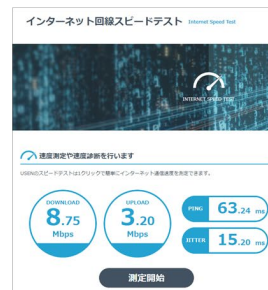 インターネット回線スピードテスト Internet Speed Test
INTERNET SPEED TEST
速度測定や速度診断を行います
USENのスピードテストは1クリックで簡単にインターネット通信速度を測定できます。
DOWNLOAD
8.75
Mbps
UPLOAD
3.20
Mbps
PING 63.24 ms
JITTER 15.20 ms
測定開始